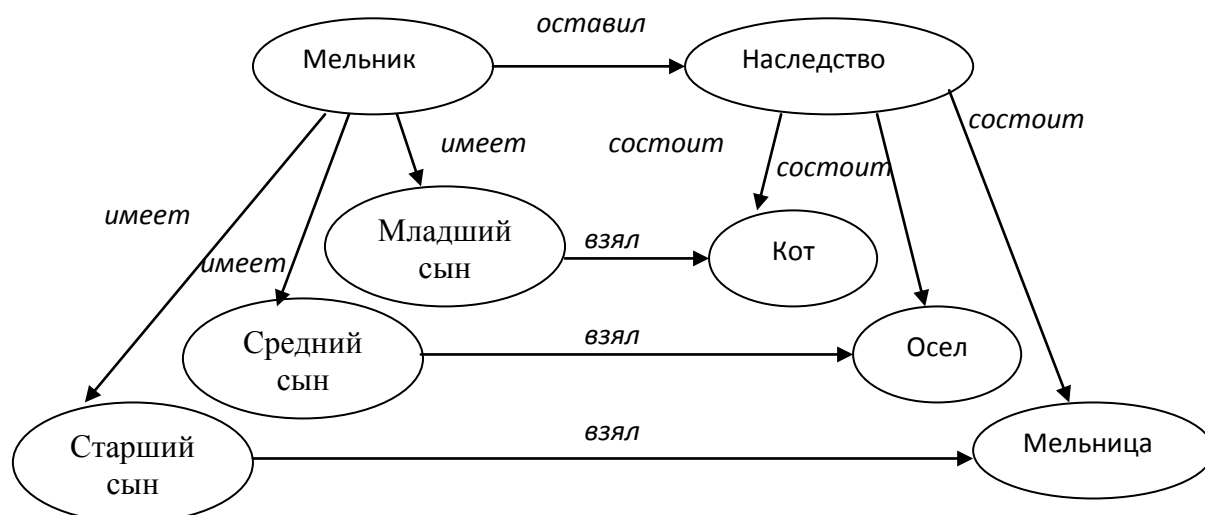 оставил
Мельник
Наследство
имеет
состоит
состоит
состоит
имеет
Младший
сын
взял
Кот
имеет
Средний
сын
взял
Осел
Старший
сын
взял
Мельница